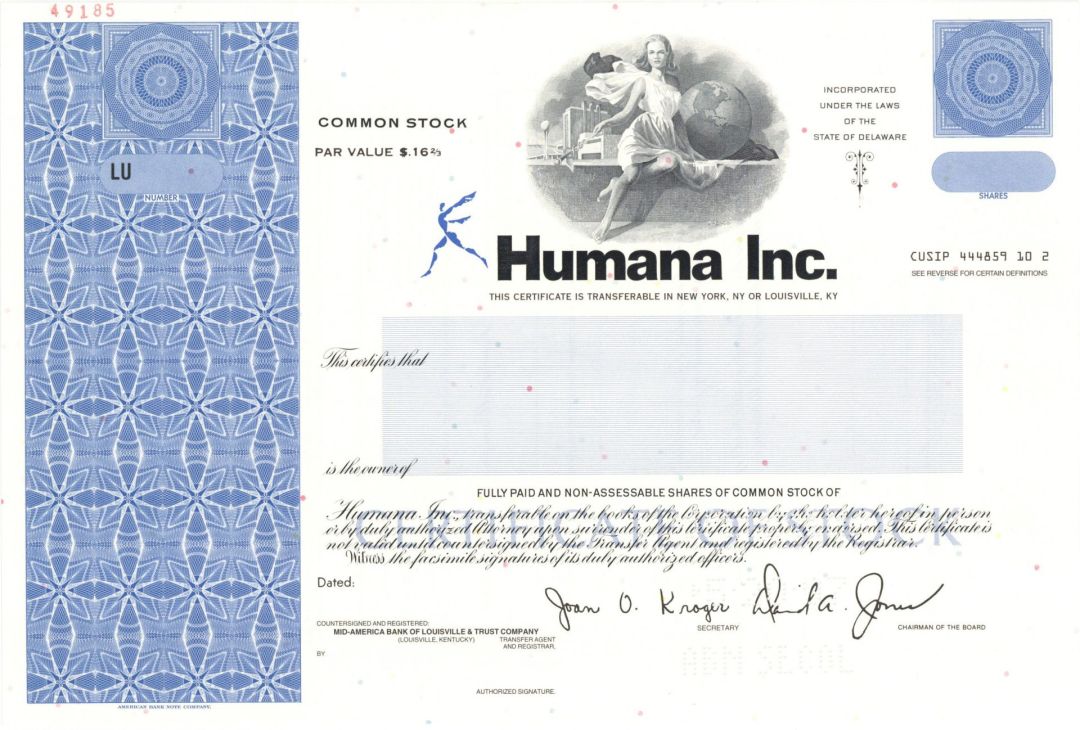 49185
COMMON STOCK
PAR VALUE $.16 2/3
INCORPORATED
UNDER THE LAWS
OF THE
STATE OF DELAWARE
LU
NUMBER
SHARES
Humana Inc.
CUSIP 444859 10 2
SEE REVERSE FOR CERTAIN DEFINITIONS
THIS CERTIFICATE IS TRANSFERABLE IN NEW YORK, NY OR LOUISVILLE, KY
This certifies that
is the owner of
FULLY PAID AND NON-ASSESSABLE SHARES OF COMMON STOCK OF
CERTIFICATE OF STOCK
Humana Inc., transferable on the books of the Corporation by the holder hereof in person
or by duly authorized Attorney upon surrender of this Certificate properly endorsed. This Certificate is
not valid until countersigned by the Transfer Agent and registered by the Registrar.
Witness the facsimile signatures of its duly authorized officers.
Dated:
Joan O. Kroger
David A. Jones
SECRETARY
CHAIRMAN OF THE BOARD
COUNTERSIGNED AND REGISTERED:
MID-AMERICA BANK OF LOUISVILLE & TRUST COMPANY
(LOUISVILLE, KENTUCKY)
TRANSFER AGENT
AND REGISTRAR,
BY
AUTHORIZED SIGNATURE.
AMERICAN BANK NOTE COMPANY.